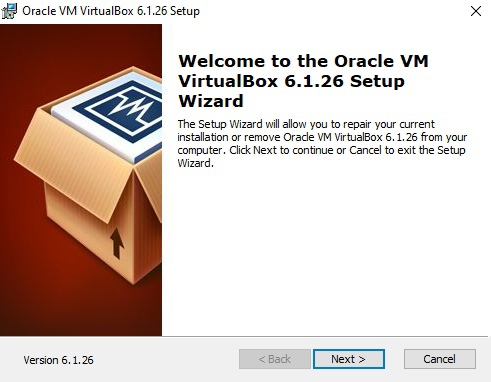 Oracle VM VirtualBox 6.1.26 Setup
Welcome to the Oracle VM
VirtualBox 6.1.26 Setup
Wizard
The Setup Wizard will allow you to repair your current
installation or remove Oracle VM VirtualBox 6.1.26 from your
computer. Click Next to continue or Cancel to exit the Setup
Wizard.
Version 6.1.26
< Back
Next >
Cancel